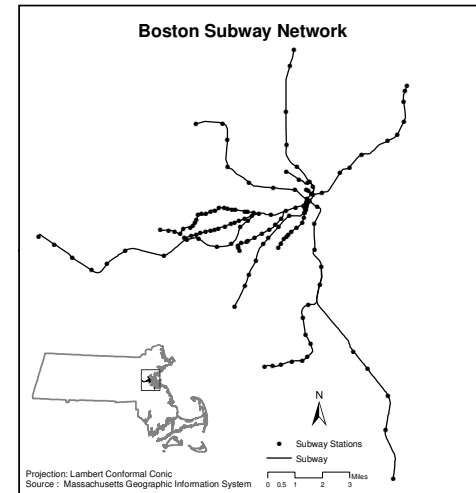 Boston Subway Network
N
Subway Stations
Subway
0 0.5 1 2 3 Miles
Projection: Lambert Conformal Conic
Source : Massachusetts Geographic Information System